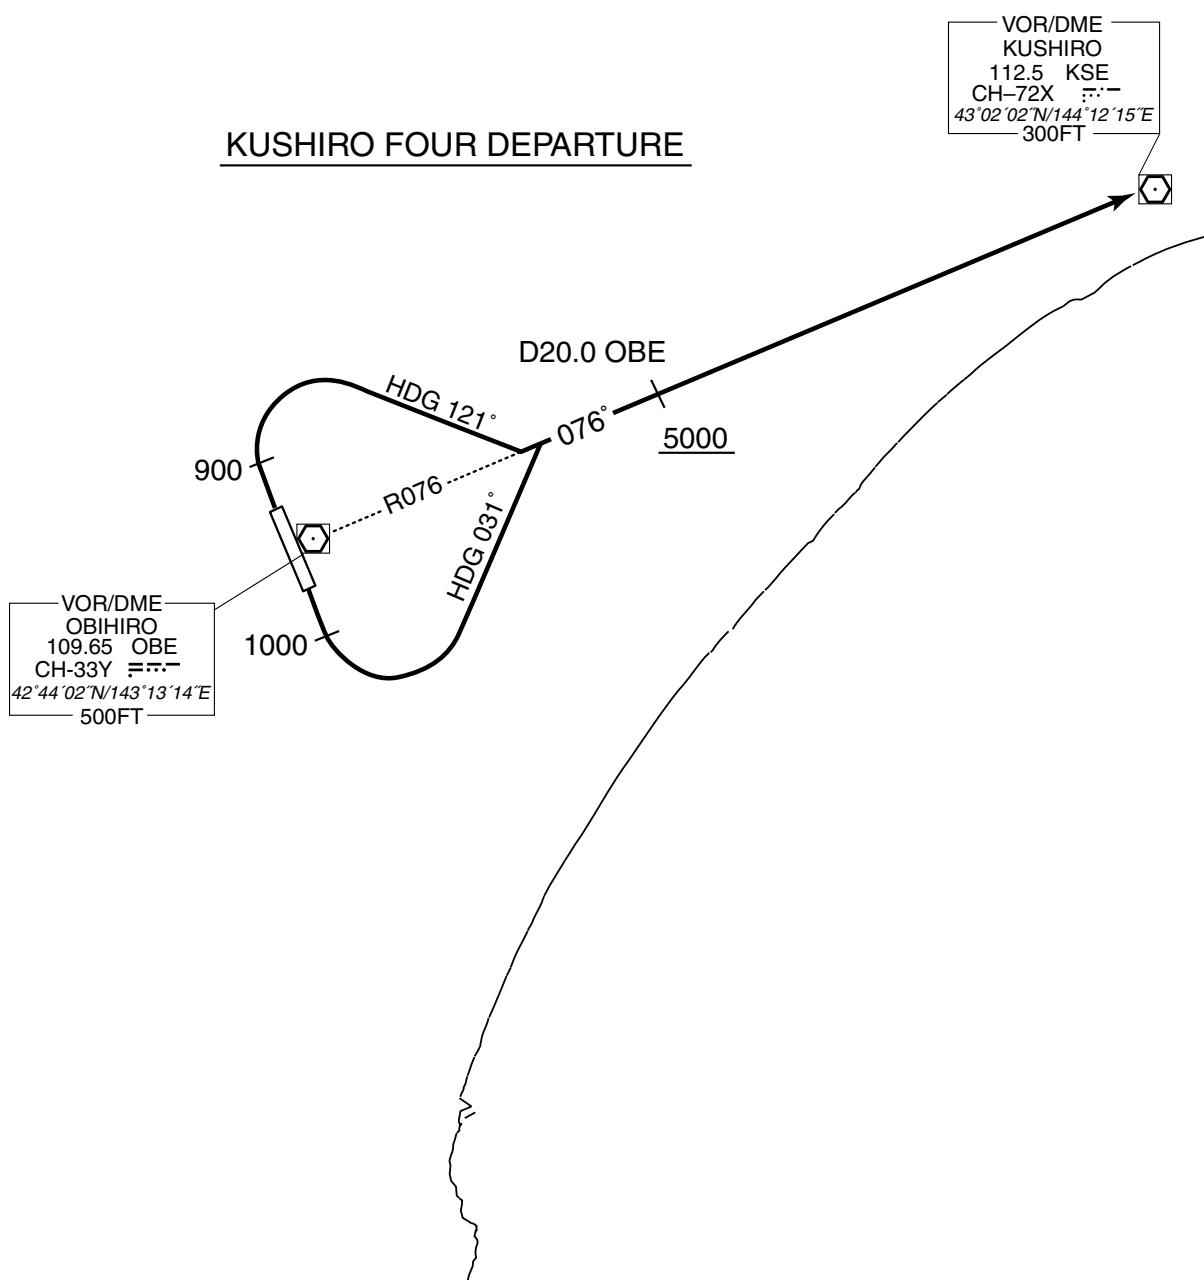 VOR/DME
KUSHIRO
112.5 KSE
CH–72X
43°02´02˝N/144°12´15˝E
300FT
KUSHIRO FOUR DEPARTURE
D20.0 OBE
HDG 121°
076°
5000
900
R076
HDG 031°
VOR/DME
OBIHIRO
109.65 OBE
CH-33Y
42°44´02˝N/143°13´14˝E
500FT
1000